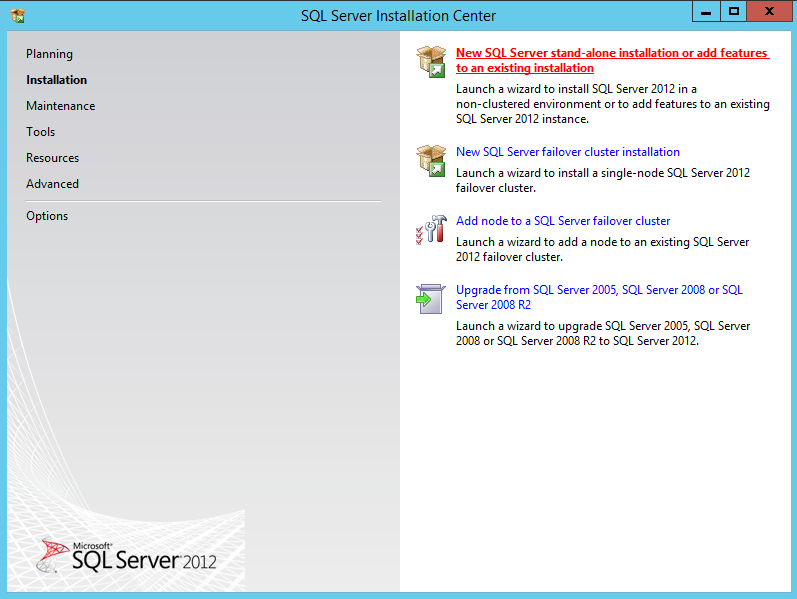 SQL Server Installation Center
Planning
Installation
Maintenance
Tools
Resources
Advanced
Options
New SQL Server stand-alone installation or add features
to an existing installation
Launch a wizard to install SQL Server 2012 in a
non-clustered environment or to add features to an existing
SQL Server 2012 instance.
New SQL Server failover cluster installation
Launch a wizard to install a single-node SQL Server 2012
failover cluster.
Add node to a SQL Server failover cluster
Launch a wizard to add a node to an existing SQL Server
2012 failover cluster.
Upgrade from SQL Server 2005, SQL Server 2008 or SQL
Server 2008 R2
Launch a wizard to upgrade SQL Server 2005, SQL Server
2008 or SQL Server 2008 R2 to SQL Server 2012.
Microsoft®
SQL Server® 2012